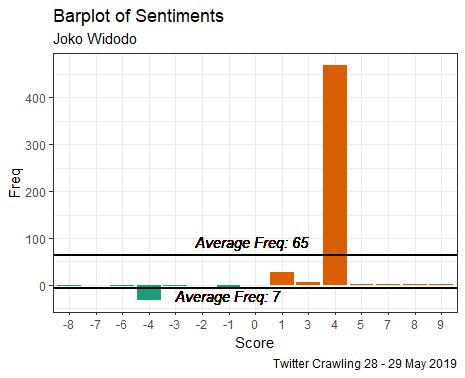 Barplot of Sentiments
Joko Widodo
Freq
400
300
200
100
0
Average Freq: 65
Average Freq: 7
-8 -7 -6 -4 -3 -2 -1 0 1 3 4 5 6 7 8 9
Score
Twitter Crawling 28 - 29 May 2019